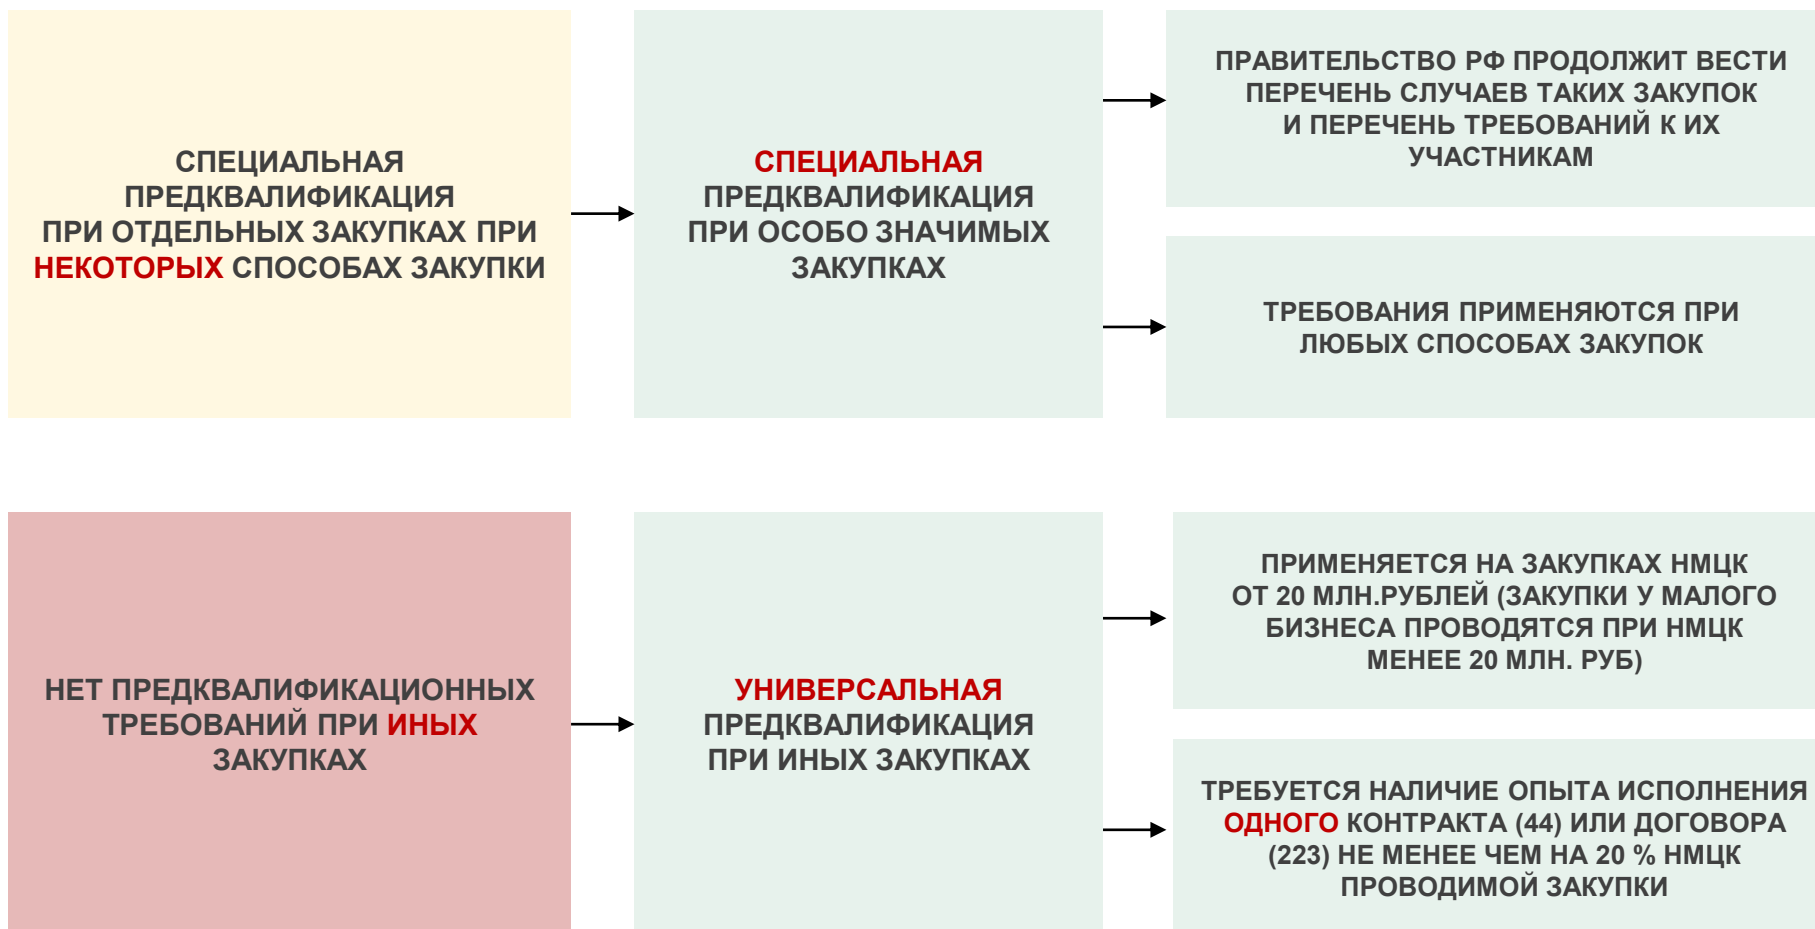 СПЕЦИАЛЬНАЯ
ПРЕДКВАЛИФИКАЦИЯ
ПРИ ОТДЕЛЬНЫХ ЗАКУПКАХ ПРИ
НЕКОТОРЫХ СПОСОБАХ ЗАКУПКИ
СПЕЦИАЛЬНАЯ
ПРЕДКВАЛИФИКАЦИЯ
ПРИ ОСОБО ЗНАЧИМЫХ
ЗАКУПКАХ
ПРАВИТЕЛЬСТВО РФ ПРОДОЛЖИТ ВЕСТИ
ПЕРЕЧЕНЬ СЛУЧАЕВ ТАКИХ ЗАКУПОК
И ПЕРЕЧЕНЬ ТРЕБОВАНИЙ К ИХ
УЧАСТНИКАМ
ТРЕБОВАНИЯ ПРИМЕНЯЮТСЯ ПРИ
ЛЮБЫХ СПОСОБАХ ЗАКУПОК
НЕТ ПРЕДКВАЛИФИКАЦИОННЫХ
ТРЕБОВАНИЙ ПРИ ИНЫХ
ЗАКУПКАХ
УНИВЕРСАЛЬНАЯ
ПРЕДКВАЛИФИКАЦИЯ
ПРИ ИНЫХ ЗАКУПКАХ
ПРИМЕНЯЕТСЯ НА ЗАКУПКАХ НМЦК
ОТ 20 МЛН.РУБЛЕЙ (ЗАКУПКИ У МАЛОГО
БИЗНЕСА ПРОВОДЯТСЯ ПРИ НМЦК
МЕНЕЕ 20 МЛН. РУБ)
ТРЕБУЕТСЯ НАЛИЧИЕ ОПЫТА ИСПОЛНЕНИЯ
ОДНОГО КОНТРАКТА (44) ИЛИ ДОГОВОРА
(223) НЕ МЕНЕЕ ЧЕМ НА 20 % НМЦК
ПРОВОДИМОЙ ЗАКУПКИ